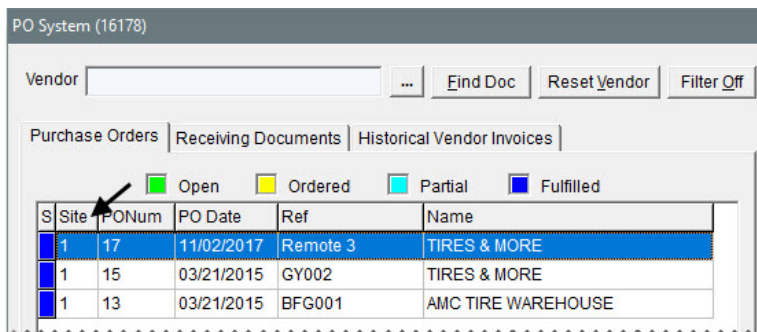 PO System (16178)
Vendor ... Find Doc Reset Vendor Filter Off
Purchase Orders Receiving Documents Historical Vendor Invoices
Open Ordered Partial Fulfilled
S Site PONum PO Date Ref Name
1 17 11/02/2017 Remote 3 TIRES & MORE
1 15 03/21/2015 GY002 TIRES & MORE
1 13 03/21/2015 BFG001 AMC TIRE WAREHOUSE